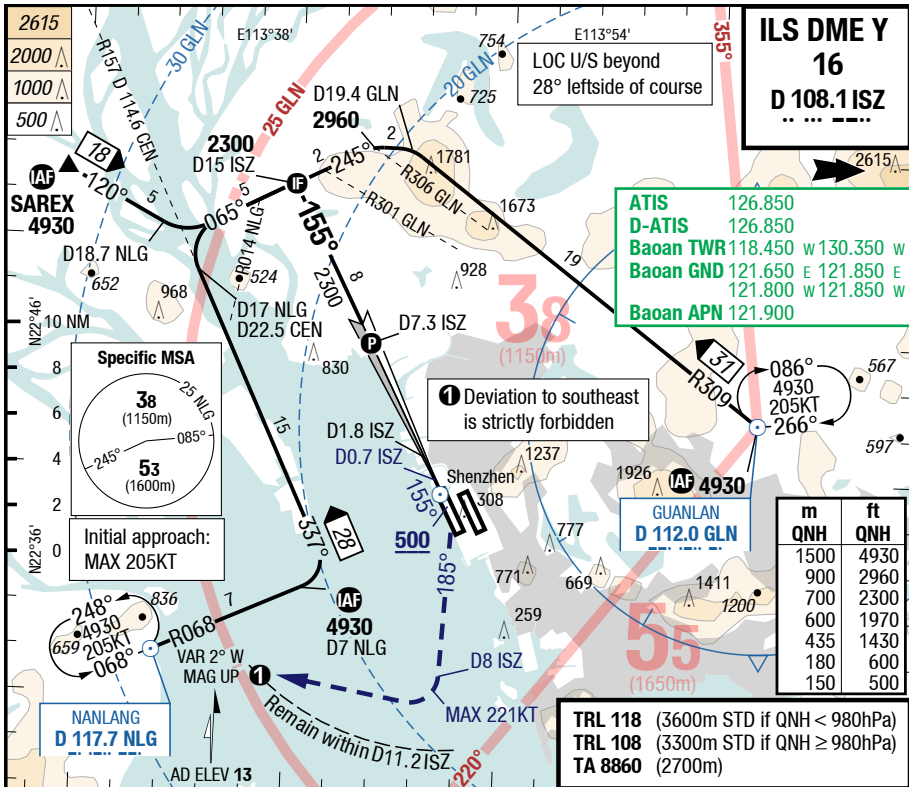 2615
2000
1000
500
30 GLN
R157 D 114.6 CEN
E113°38'
25 GLN
20 GLN
754
725
LOC U/S beyond
28° leftside of course
E113°54'
355°
ILS DME Y
16
D 108.1 ISZ
2615
D19.4 GLN
2960
2300
D15 ISZ
2
245°
2
1781
R306 GLN
R301 GLN
1673
IAF
SAREX
4930
18
120°
5
065°
5
IF
155°
R014 NLG
D18.7 NLG
652
968
524
D17 NLG
D22.5 CEN
2300
8
928
830
19
ATIS 126.850
D-ATIS 126.850
Baoan TWR 118.450 W 130.350 W
Baoan GND 121.650 E 121.850 E
121.800 W 121.850 W
Baoan APN 121.900
N22°46'
10 NM
8
6
4
2
0
N22°36'
Specific MSA
38
(1150m)
25 NLG
085°
245°
53
(1600m)
Initial approach:
MAX 205KT
D7.3 ISZ
P
38
(1150m)
1 Deviation to southeast
is strictly forbidden
31
R309
086°
4930
205KT
266°
567
597
15
D1.8 ISZ
D0.7 ISZ
Shenzhen
308
1237
1926
IAF 4930
GUANLAN
D 112.0 GLN
155°
500
185°
337°
28
777
771
669
1411
1200
259
m ft
QNH QNH
1500 4930
900 2960
700 2300
600 1970
435 1430
180 600
150 500
248°
4930
205KT
068°
836
659
R068
7
IAF
4930
D7 NLG
VAR 2° W
MAG UP
1
D8 ISZ
MAX 221KT
55
(1650m)
NANLANG
D 117.7 NLG
AD ELEV 13
Remain within D11.2 ISZ
220°
TRL 118 (3600m STD if QNH < 980hPa)
TRL 108 (3300m STD if QNH ≥ 980hPa)
TA 8860 (2700m)